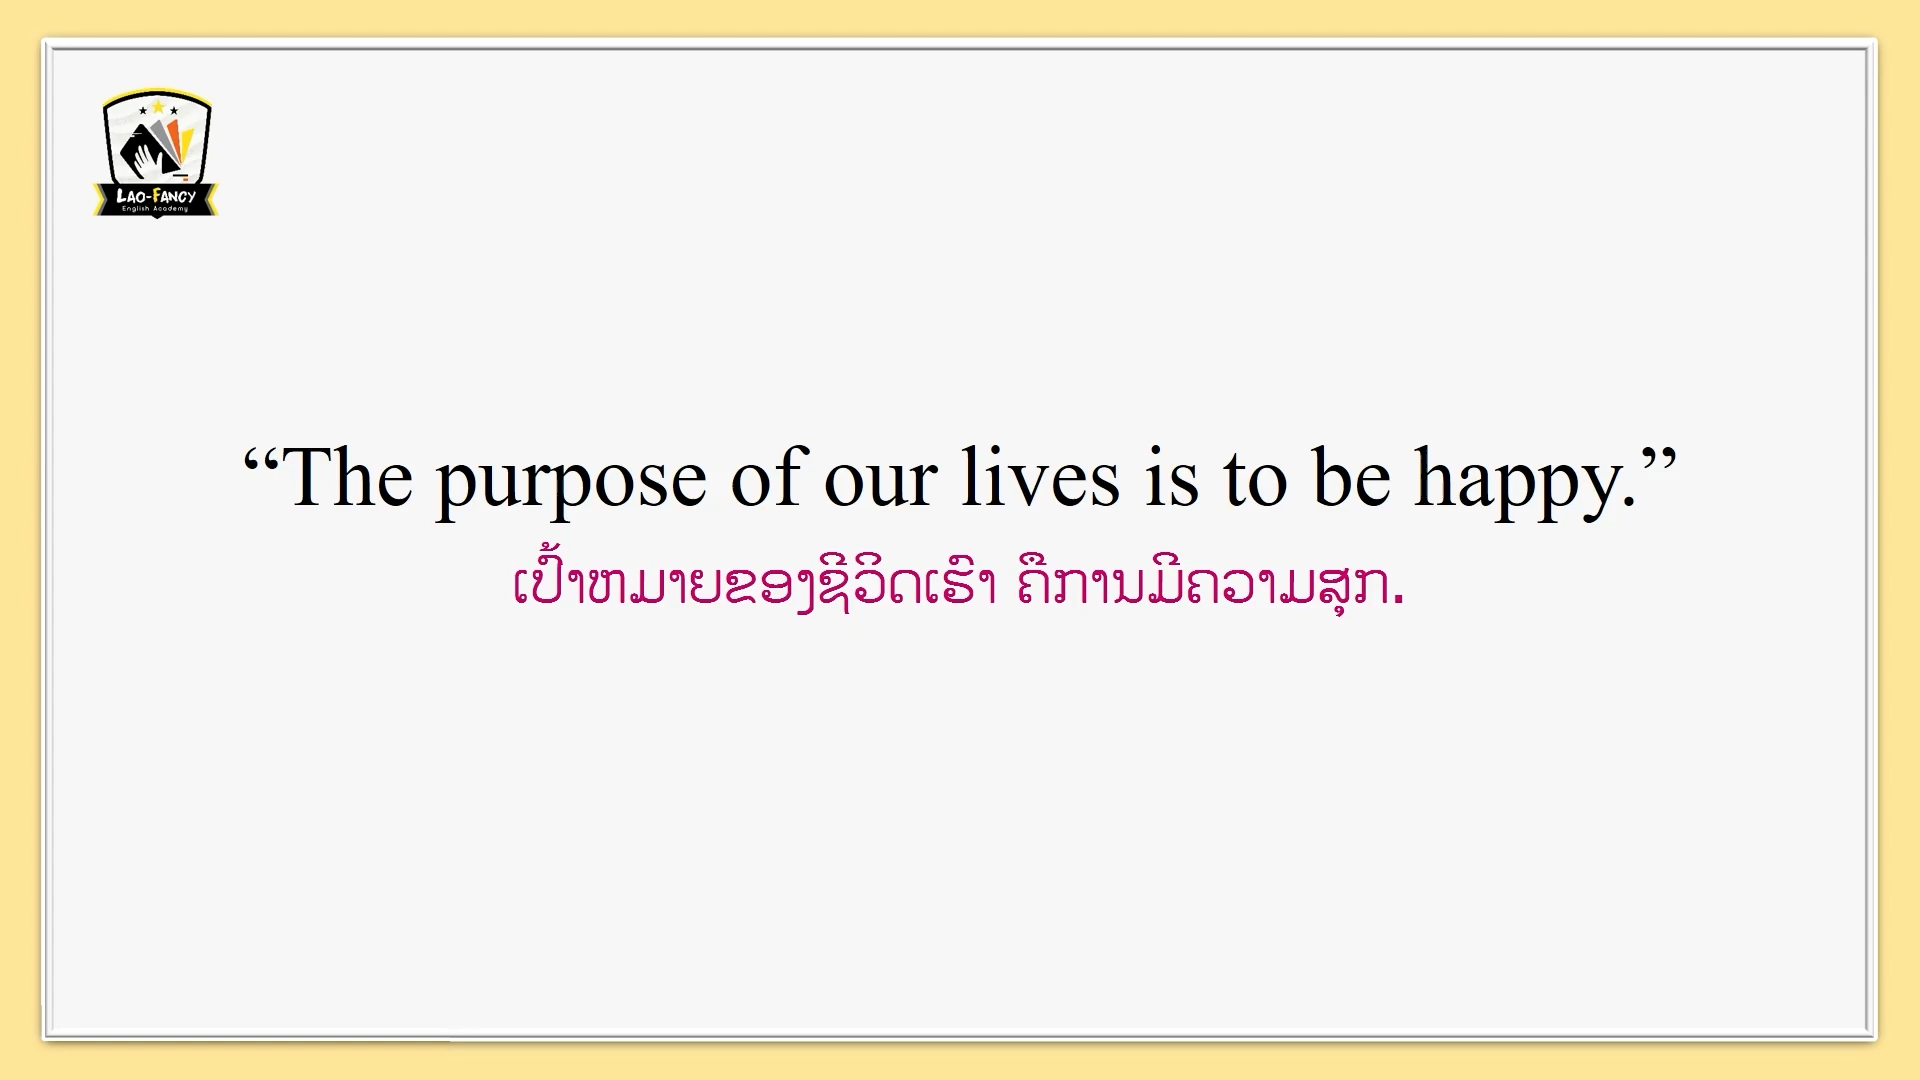 LAO-FANCY
English Academy
“The purpose of our lives is to be happy.”
ເປົ້າຫມາຍຂອງຊີວິດເຮົາ ຄືການມີຄວາມສຸກ.